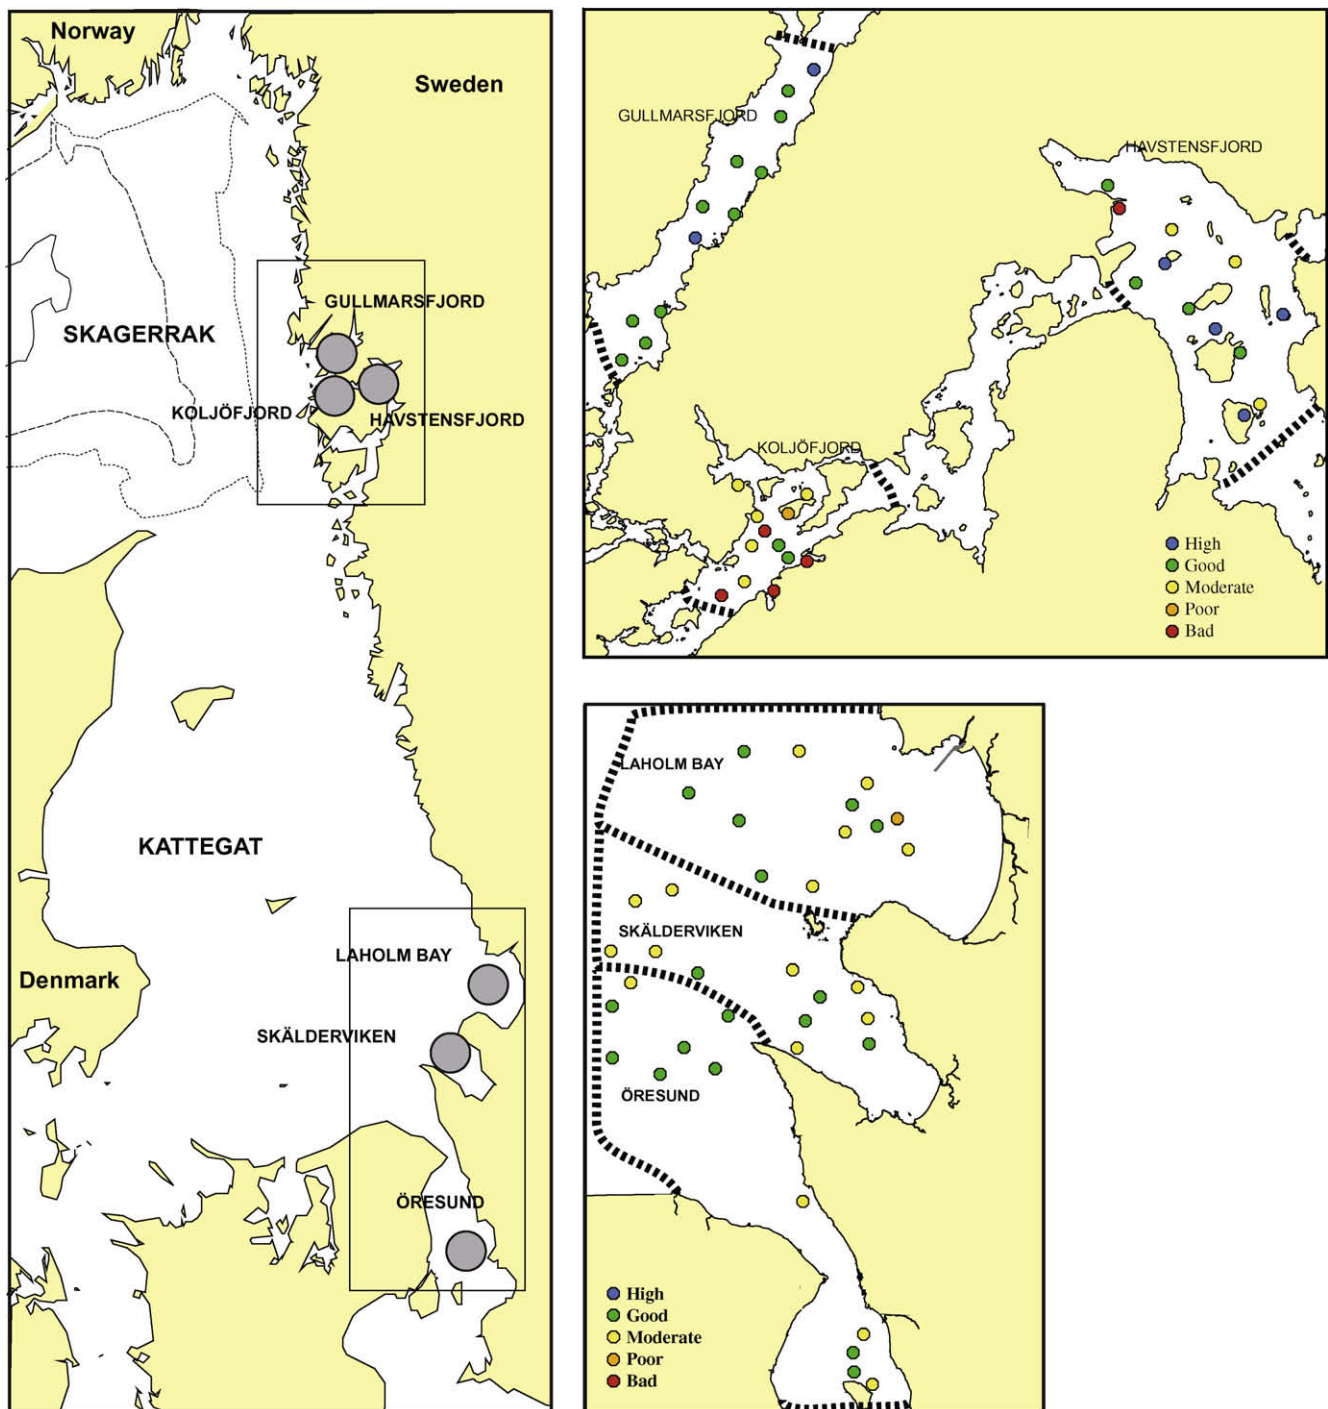 Norway
Sweden
GULLMARSFJORD
SKAGERRAK
KOLJÖFJORD
HAVSTENSFJORD
KATTEGAT
LAHOLM BAY
Denmark
SKÄLDERVIKEN
ÖRESUND
GULLMARSFJORD
HAVSTENSFJORD
KOLJÖFJORD
High
Good
Moderate
Poor
Bad
LAHOLM BAY
SKÄLDERVIKEN
ÖRESUND
High
Good
Moderate
Poor
Bad